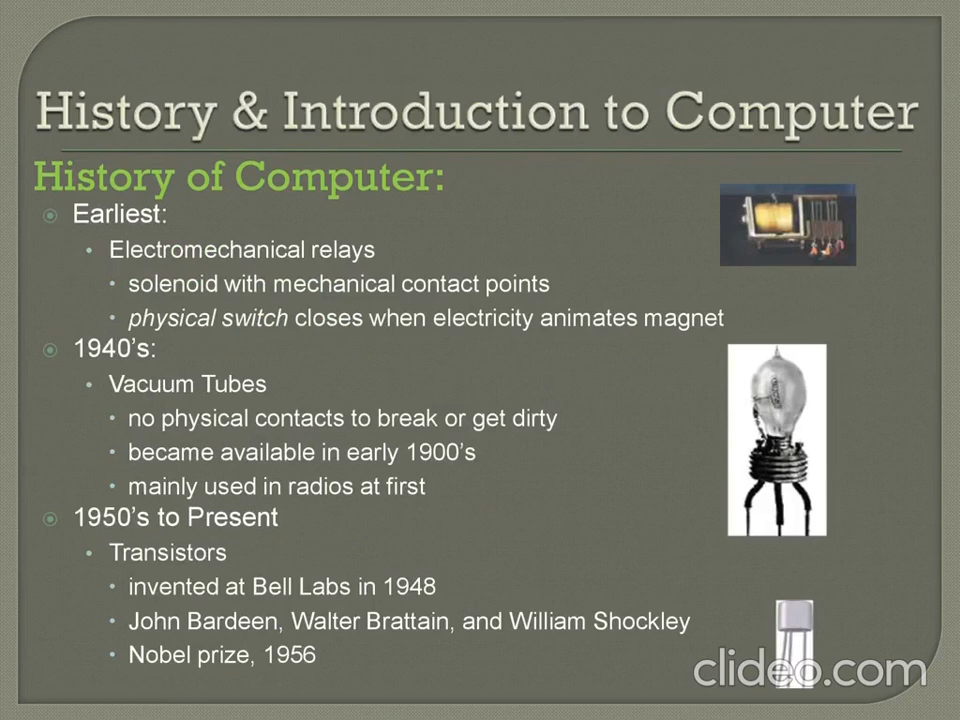 History & Introduction to Computer
History of Computer:
Earliest:
Electromechanical relays
solenoid with mechanical contact points
physical switch closes when electricity animates magnet
1940’s:
Vacuum Tubes
no physical contacts to break or get dirty
became available in early 1900’s
mainly used in radios at first
1950’s to Present
Transistors
invented at Bell Labs in 1948
John Bardeen, Walter Brattain, and William Shockley
Nobel prize, 1956
clideo.com